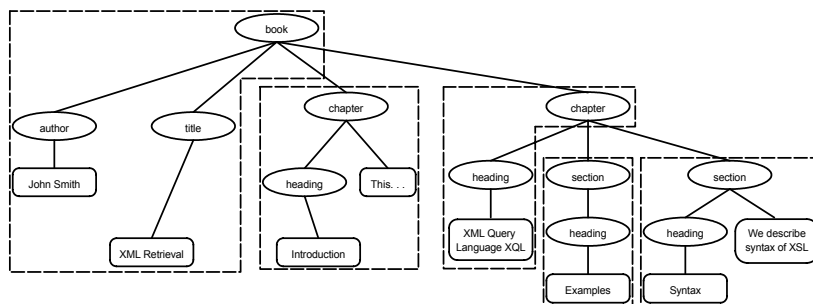 book
author
title
chapter
chapter
John Smith
heading
This. . .
heading
section
section
XML Retrieval
Introduction
XML Query
Language XQL
heading
heading
We describe
syntax of XSL
Examples
Syntax